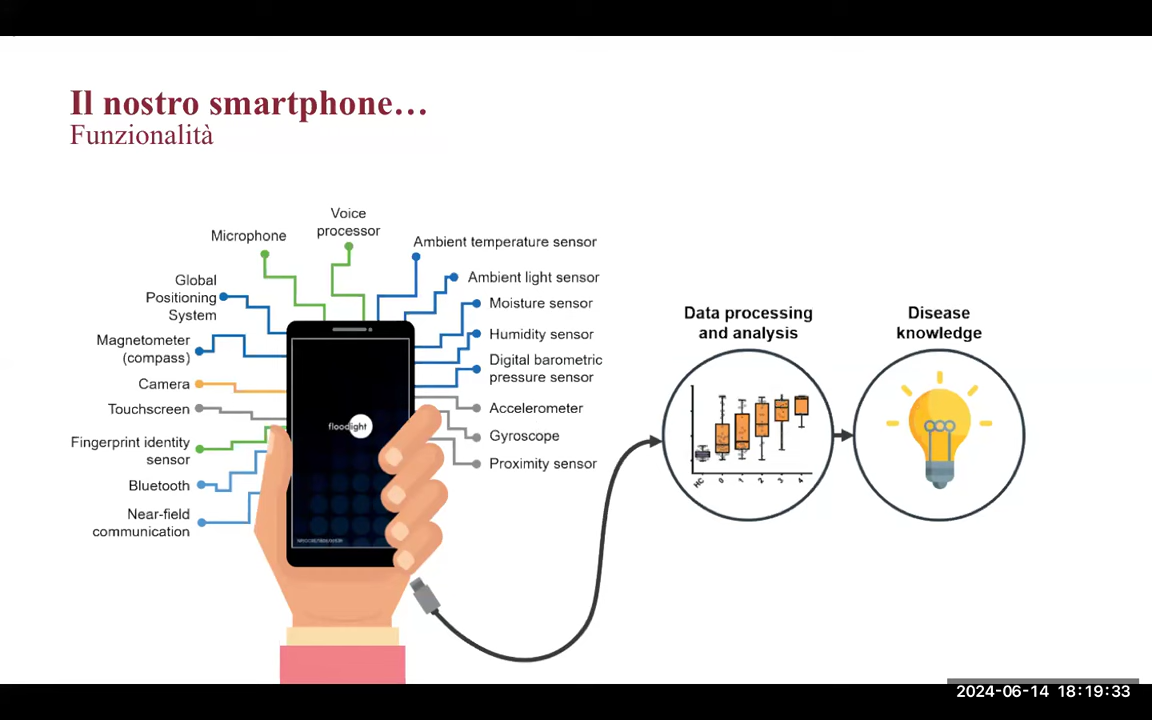 Il nostro smartphone…
Funzionalità
Voice
processor
Microphone
Ambient temperature sensor
Global
Positioning
System
Ambient light sensor
Moisture sensor
Magnetometer
(compass)
Humidity sensor
Digital barometric
pressure sensor
Camera
Touchscreen
Accelerometer
Fingerprint identity
sensor
Gyroscope
Proximity sensor
Bluetooth
Near-field
communication
floodlight
Data processing
and analysis
HC 0 1 2 3 4
Disease
knowledge
2024-06-14 18:19:33